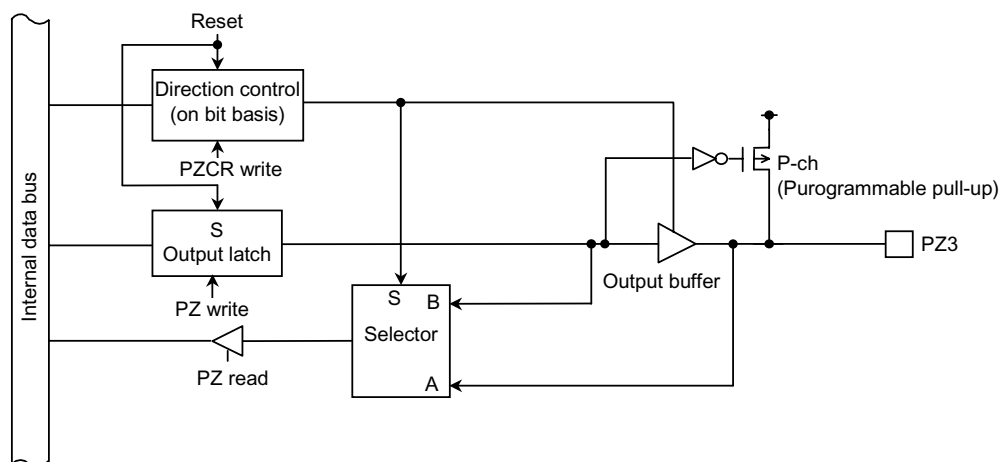 Reset
Direction control
(on bit basis)
PZCR write
P-ch
(Purogrammable pull-up)
Internal data bus
S
Output latch
PZ3
Output buffer
PZ write
S
B
Selector
PZ read
A